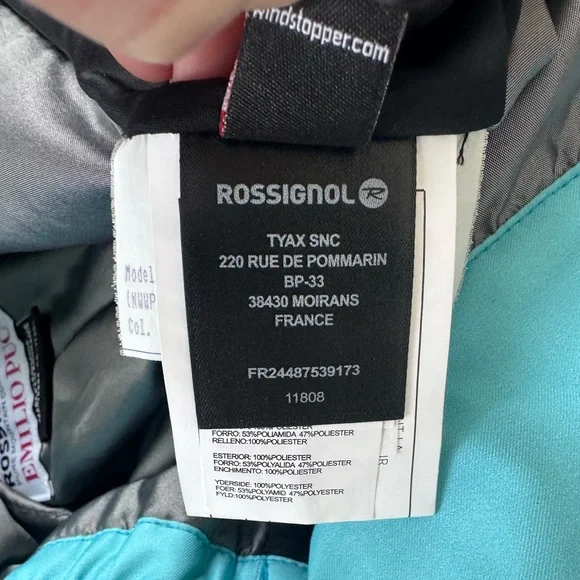 windstopper.com
ROSSIGNOL
TYAX SNC
220 RUE DE POMMARIN
BP-33
38430 MOIRANS
FRANCE
FR24487539173
11808
Model
(NWWP
Col.
FORRO: 53%POLIAMIDA 47%POLIESTER
RELLENO:100%POLIESTER
ESTERIOR: 100%POLIESTER
FORRO: 53%POLYALIDA 47%POLIESTER
ENCHIMENTO: 100%POLIESTER
YDERSIDE: 100%POLYESTER
FOER: 53%POLYAMID 47%POLYESTER
FYLD:100%POLYESTER
EMILIO PUC